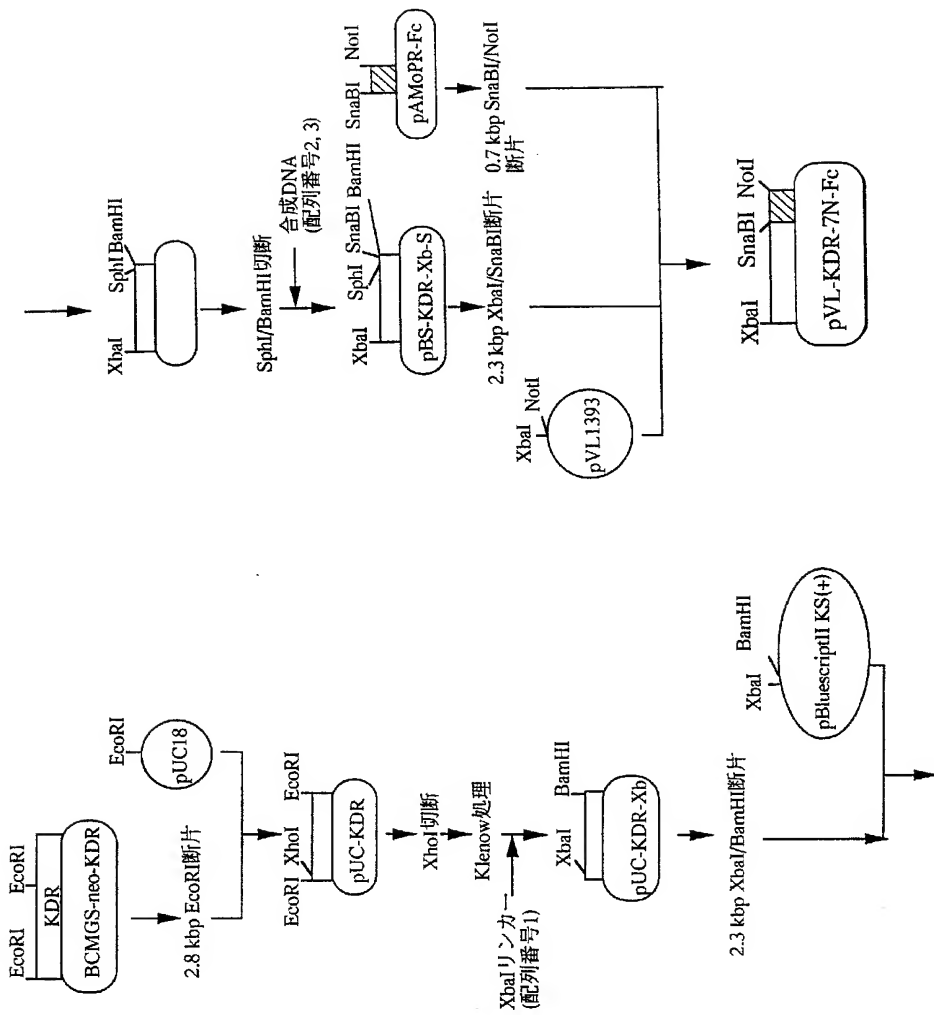 EcoRI EcoRI
KDR
BCMGS-neo-KDR
2.8 kbp EcoRI断片
EcoRI
pUC18
EcoRI XhoI EcoRI
pUC-KDR
XhoI切断
Klenow処理
XbaIリンカー
(配列番号1)
XbaI BamHI
pUC-KDR-Xb
2.3 kbp XbaI/BamHI断片
XbaI BamHI
pBluescriptII KS(+)
XbaI SphI BamHI
SphI/BamHI切断
合成DNA
(配列番号2, 3)
XbaI SphI SnaBI BamHI
pBS-KDR-Xb-S
2.3 kbp XbaI/SnaBI断片
SnaBI NotI
pAMoPR-Fc
0.7 kbp SnaBI/NotI
断片
XbaI NotI
pVL1393
XbaI SnaBI NotI
pVL-KDR-7N-Fc